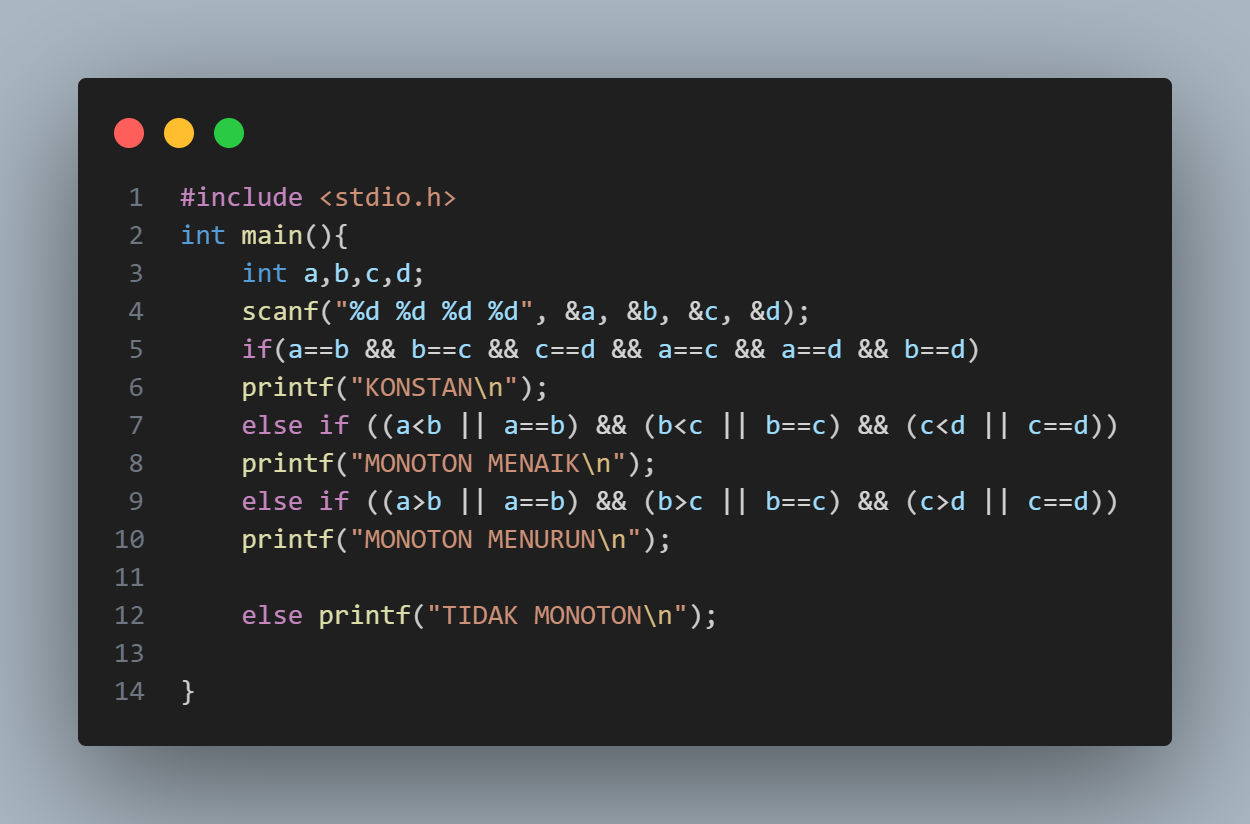 1 #include <stdio.h>
2 int main(){
3     int a,b,c,d;
4     scanf("%d %d %d %d", &a, &b, &c, &d);
5     if(a==b && b==c && c==d && a==c && a==d && b==d)
6     printf("KONSTAN\n");
7     else if ((a<b || a==b) && (b<c || b==c) && (c<d || c==d))
8     printf("MONOTON MENAIK\n");
9     else if ((a>b || a==b) && (b>c || b==c) && (c>d || c==d))
10     printf("MONOTON MENURUN\n");
11
12     else printf("TIDAK MONOTON\n");
13
14 }